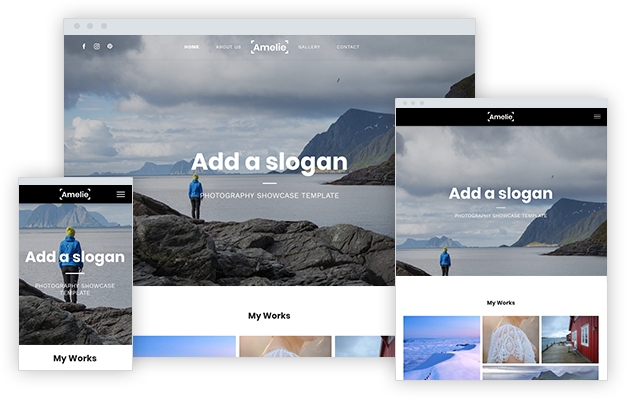 HOME ABOUT US Amelie GALLERY CONTACT
Add a slogan
PHOTOGRAPHY SHOWCASE TEMPLATE
My Works
Amelie
Add a slogan
PHOTOGRAPHY SHOWCASE
TEMPLATE
My Works
Amelie
Add a slogan
PHOTOGRAPHY SHOWCASE TEMPLATE
My Works